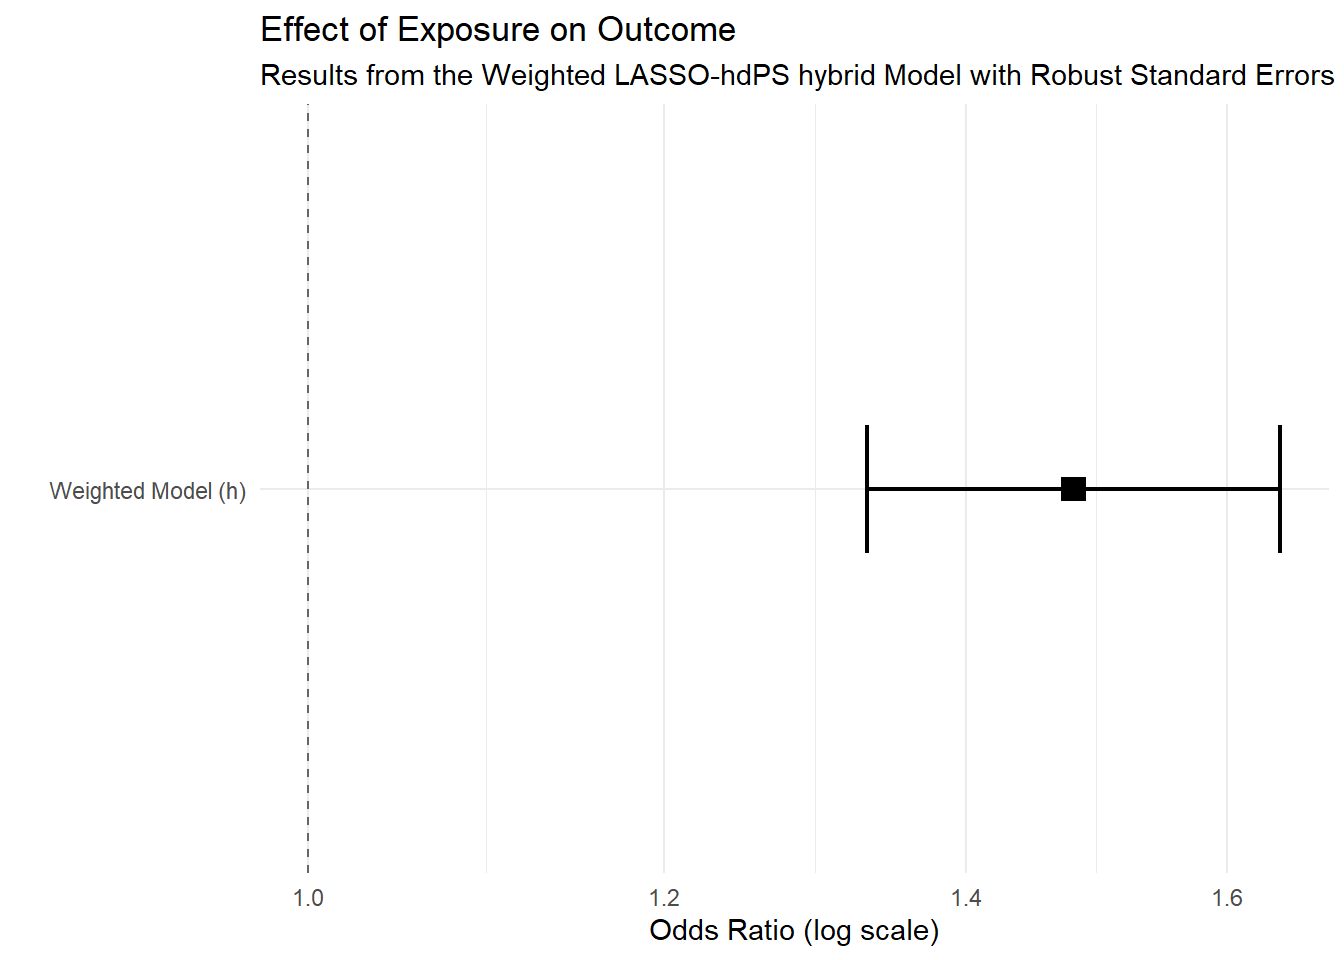 Effect of Exposure on Outcome
Results from the Weighted LASSO-hdPS hybrid Model with Robust Standard Errors
Weighted Model (h)
1.0 1.2 1.4 1.6
Odds Ratio (log scale)